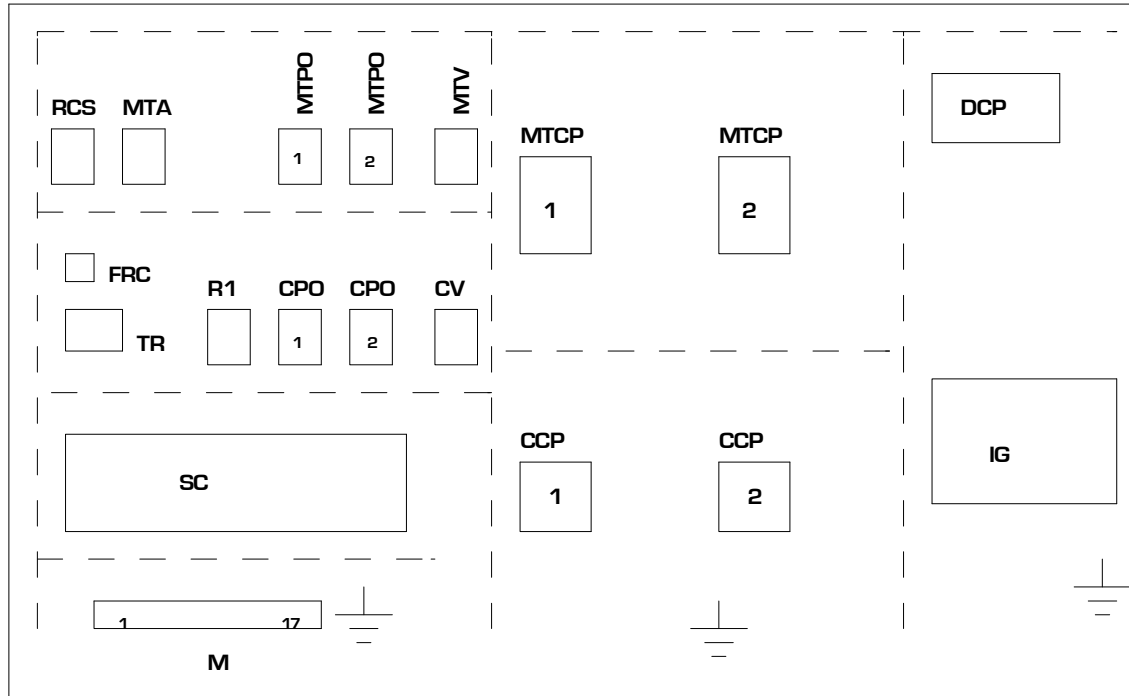 MTPO MTPO MTV
RCS MTA
1 2
MTCP MTCP
1 2
DCP
FRC
R1 CPO CPO CV
TR 1 2
CCP CCP
SC 1 2
IG
1 17
M